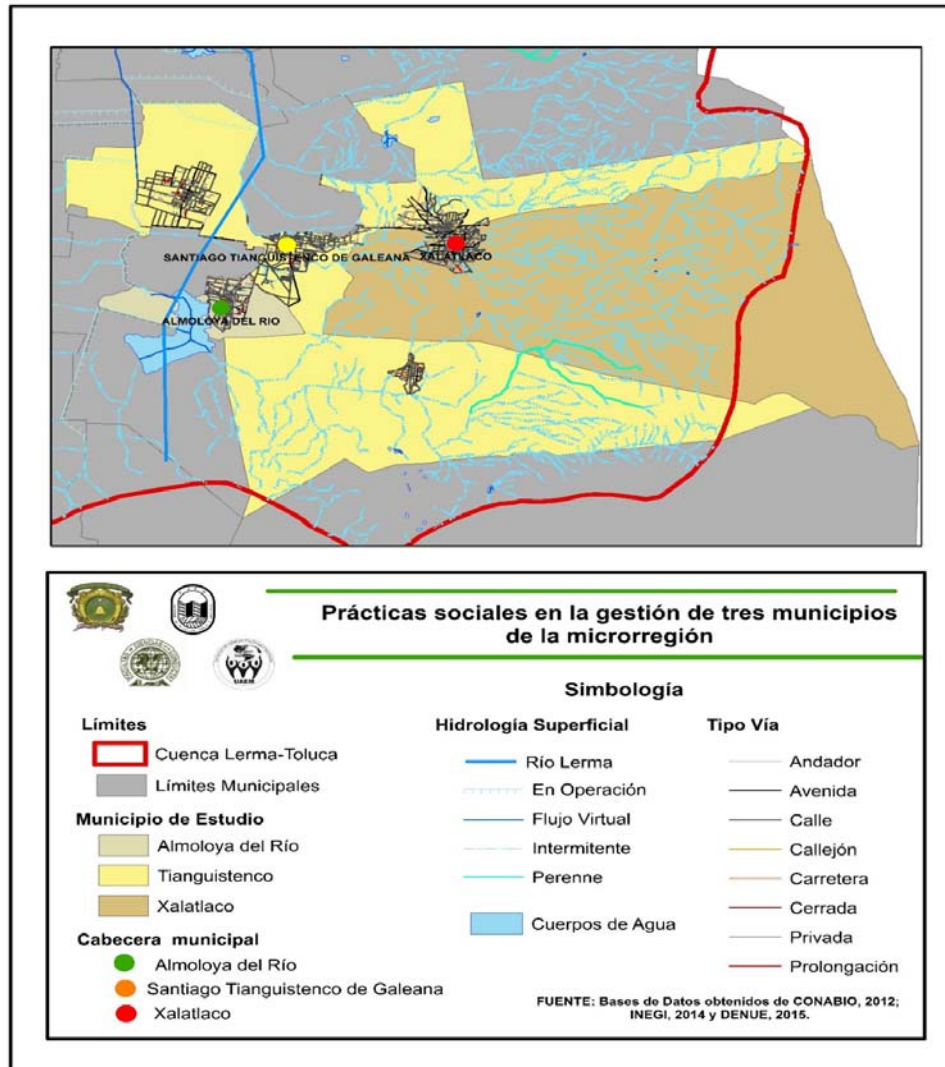 SANTIAGO TIANGUISTENCO DE GALEANA
XALATLACO
ALMOLOYA DEL RIO
Prácticas sociales en la gestión de tres municipios
de la microrregión
Simbología
Límites
Cuenca Lerma-Toluca
Límites Municipales
Municipio de Estudio
Almoloya del Río
Tianguistenco
Xalatlaco
Cabecera municipal
Almoloya del Río
Santiago Tianguistenco de Galeana
Xalatlaco
Hidrología Superficial
Río Lerma
En Operación
Flujo Virtual
Intermitente
Perenne
Cuerpos de Agua
Tipo Vía
Andador
Avenida
Calle
Callejón
Carretera
Cerrada
Privada
Prolongación
FUENTE: Bases de Datos obtenidos de CONABIO, 2012;
INEGI, 2014 y DENUE, 2015.
UAEM